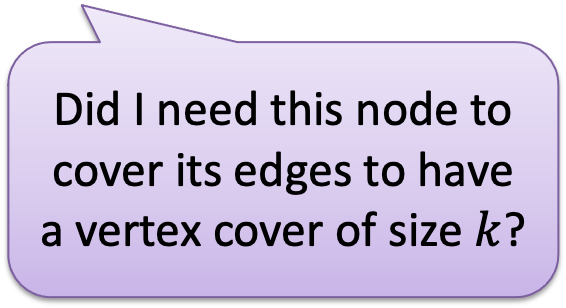 Did I need this node to
cover its edges to have
a vertex cover of size k?